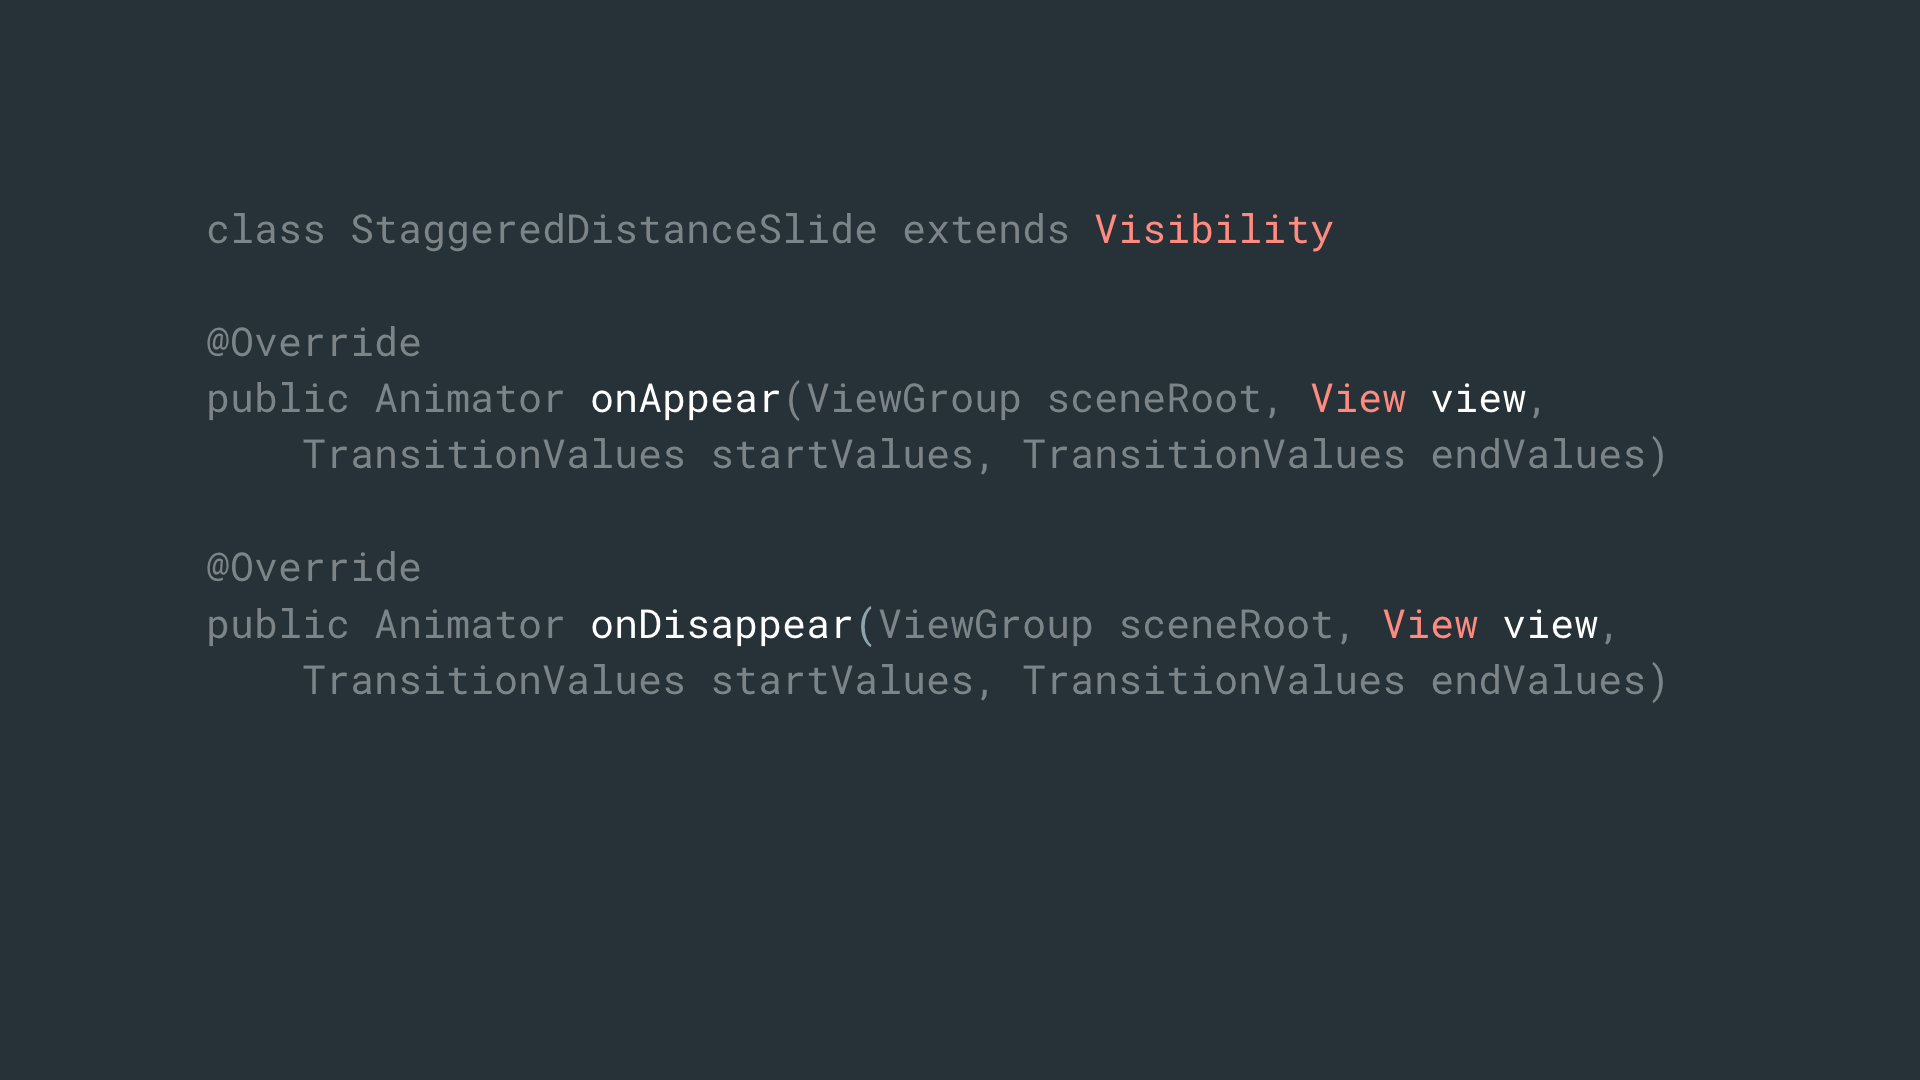 class StaggeredDistanceSlide extends Visibility
@Override
public Animator onAppear(ViewGroup sceneRoot, View view,
TransitionValues startValues, TransitionValues endValues)
@Override
public Animator onDisappear(ViewGroup sceneRoot, View view,
TransitionValues startValues, TransitionValues endValues)